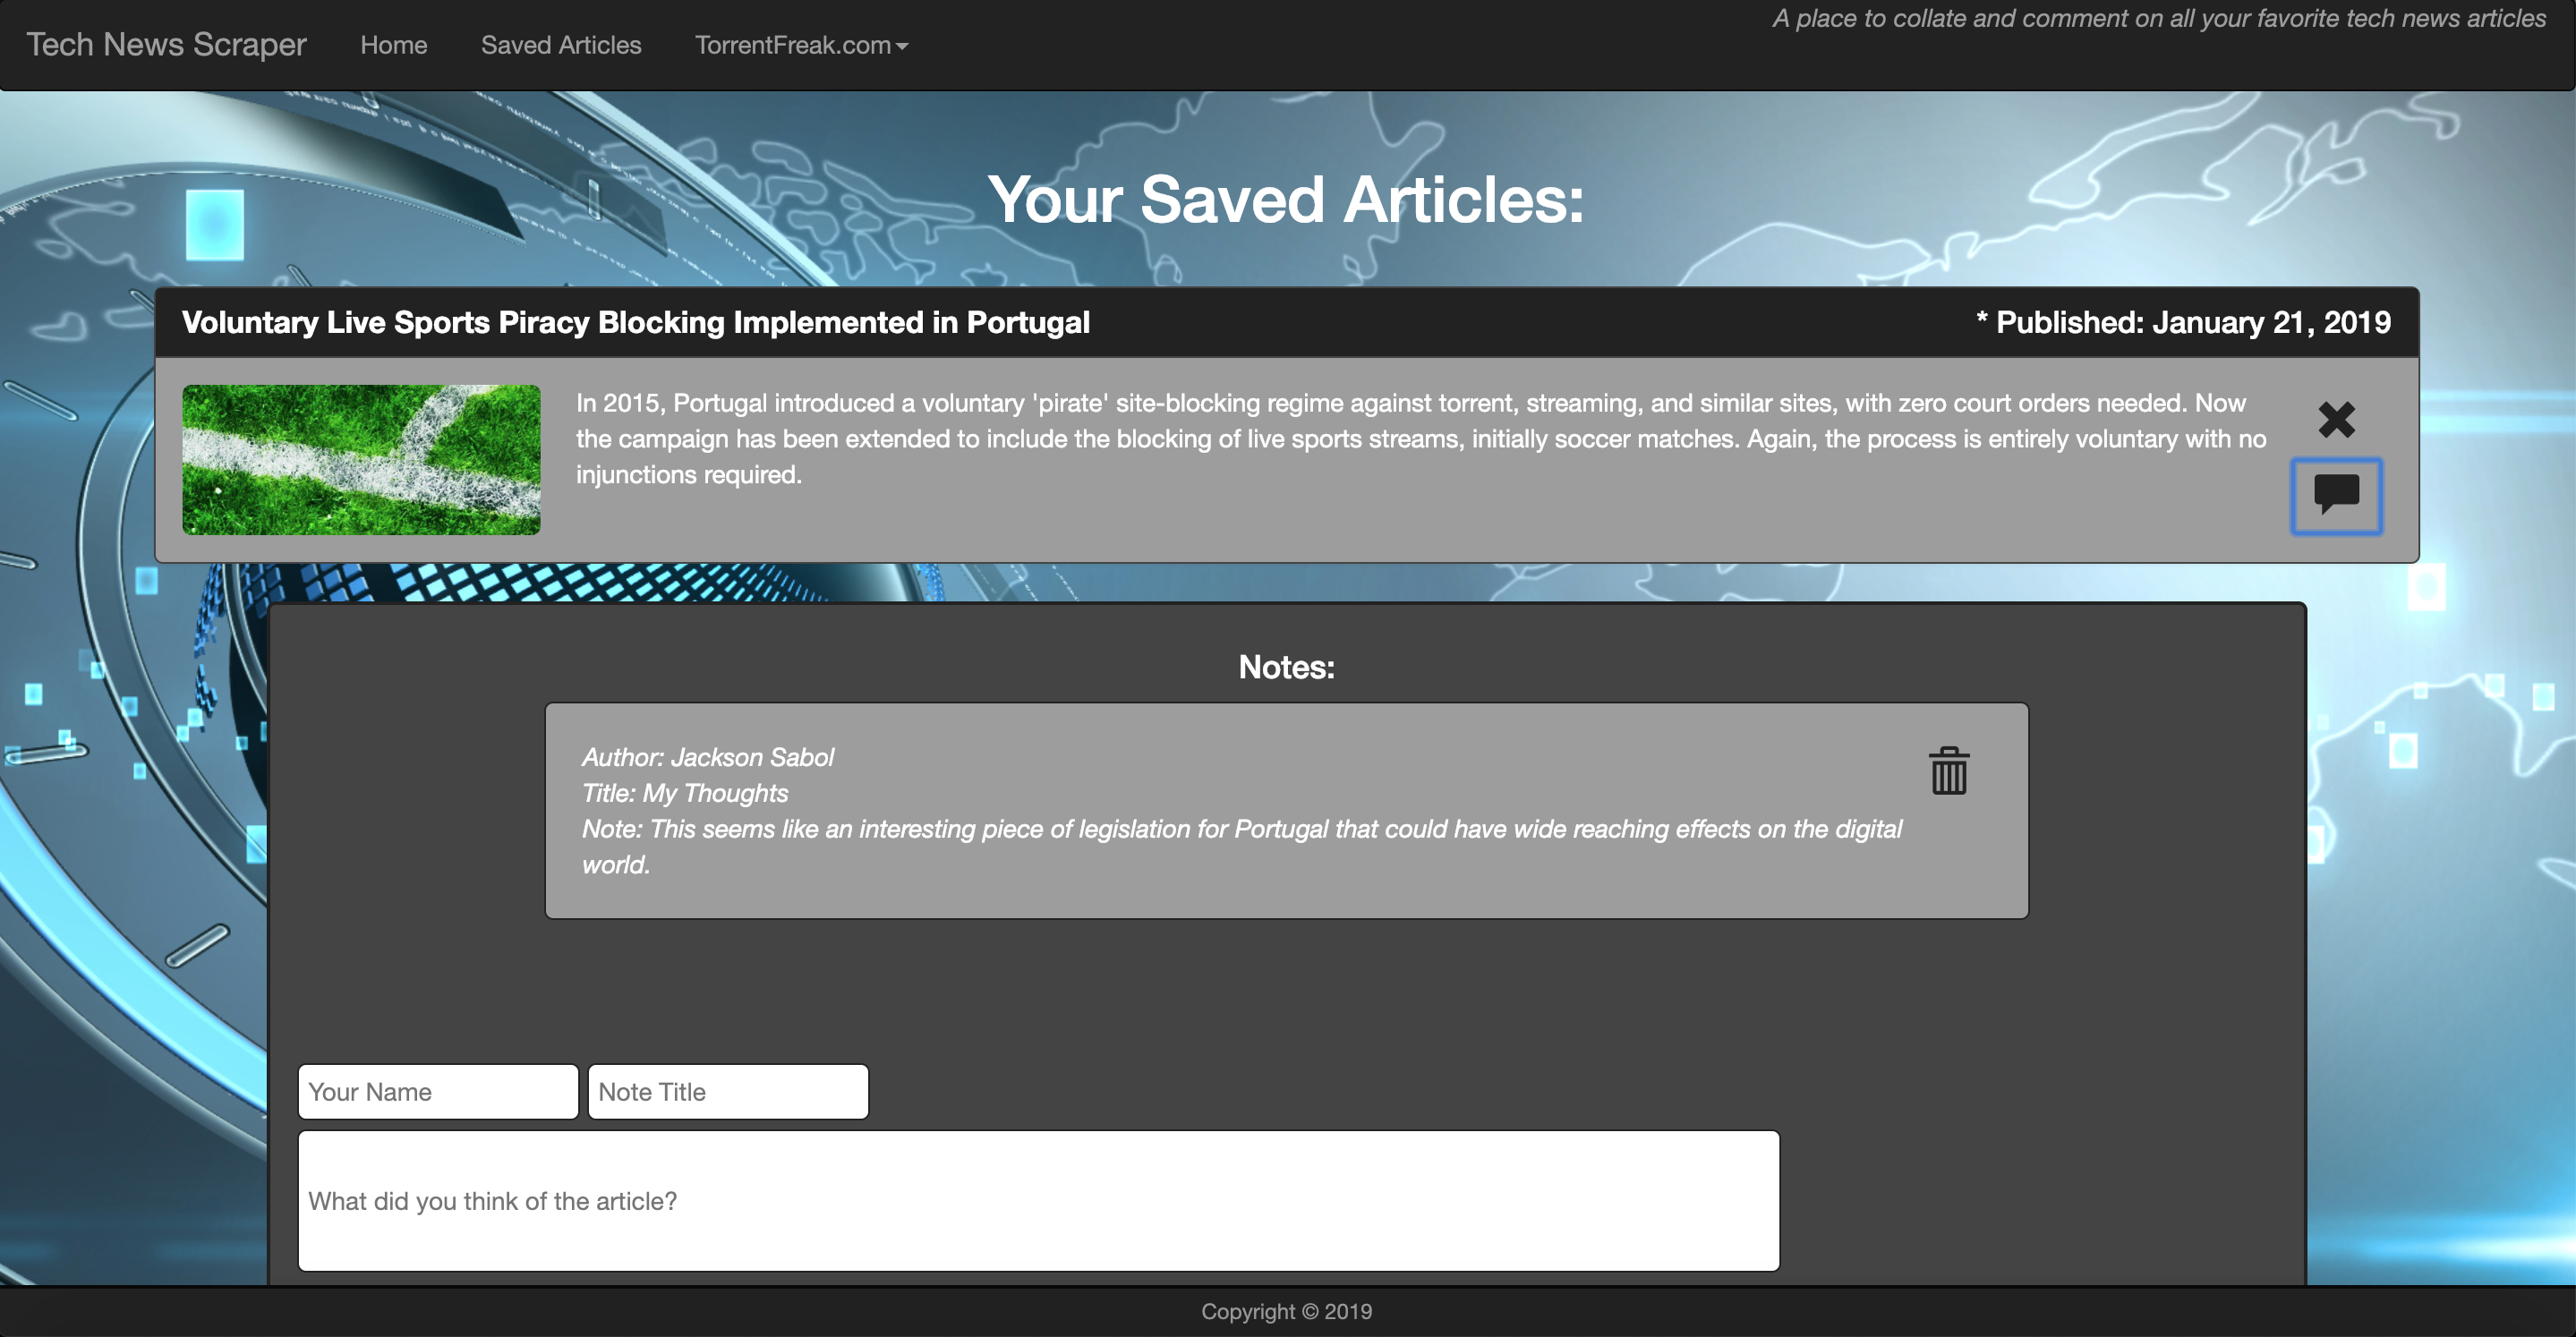 Tech News Scraper Home Saved Articles TorrentFreak.com A place to collate and comment on all your favorite tech news articles
Your Saved Articles:
Voluntary Live Sports Piracy Blocking Implemented in Portugal * Published: January 21, 2019
In 2015, Portugal introduced a voluntary 'pirate' site-blocking regime against torrent, streaming, and similar sites, with zero court orders needed. Now
the campaign has been extended to include the blocking of live sports streams, initially soccer matches. Again, the process is entirely voluntary with no
injunctions required.
Notes:
Author: Jackson Sabol
Title: My Thoughts
Note: This seems like an interesting piece of legislation for Portugal that could have wide reaching effects on the digital
world.
Your Name Note Title
What did you think of the article?
Copyright © 2019